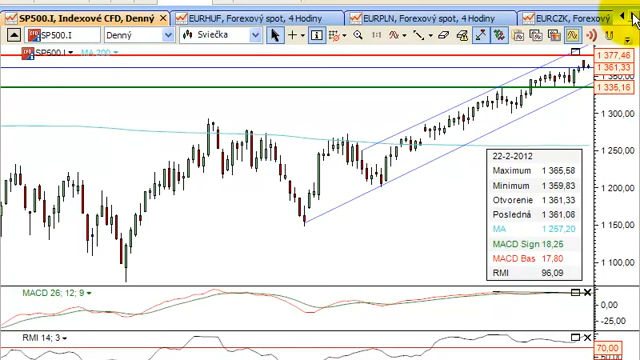 SP500.I, Indexové CFD, Denný
EURHUF, Forexový spot, 4 Hodiny
EURPLN, Forexový spot, 4 Hodiny
EURCZK, Forexový
SP500.I
Denný
Sviečka
SP500.I
MA 200
1 377,46
1 361,33
1 350,00
1 335,16
1 300,00
1 250,00
1 200,00
1 150,00
1 100,00
22-2-2012
Maximum 1 365,58
Minimum 1 359,83
Otvorenie 1 361,33
Posledná 1 361,08
MA 1 257,20
MACD Sign 18,25
MACD Bas 17,80
RMI 96,09
MACD 26; 12; 9
0,00
-25,00
RMI 14; 3
70,00